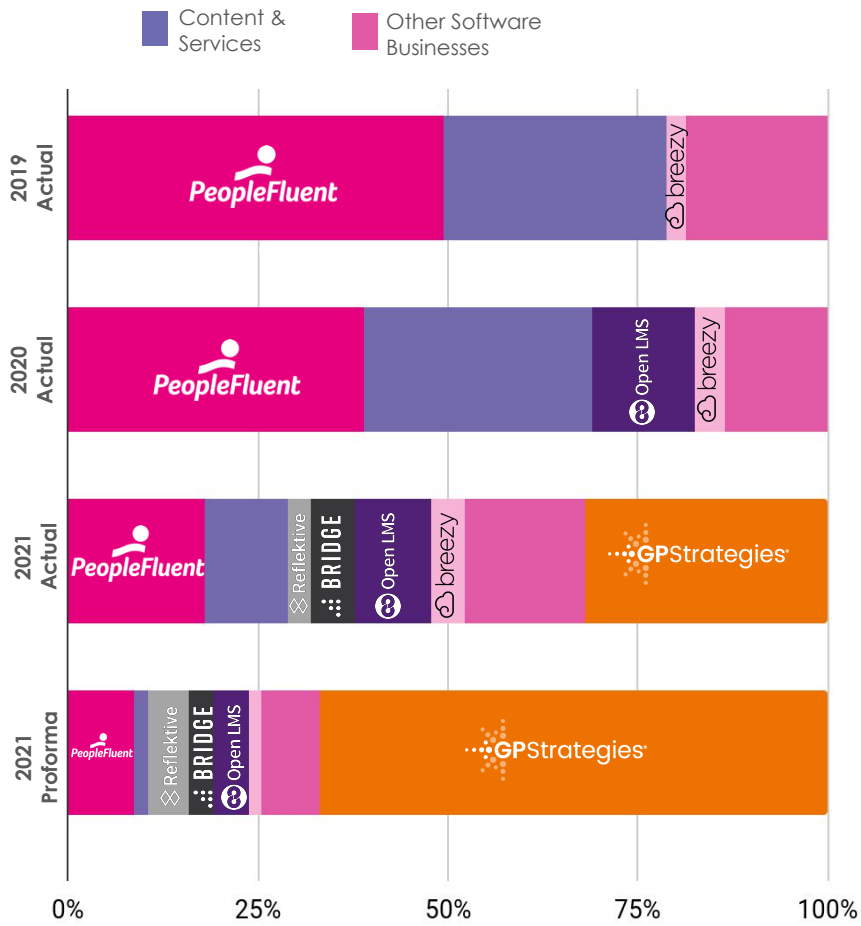 Content &
Services
Other Software
Businesses
2019
Actual
PeopleFluent
breezy
2020
Actual
PeopleFluent
Open LMS
breezy
2021
Actual
PeopleFluent
Reflektive
BRIDGE
Open LMS
breezy
GPStrategies
2021
Proforma
PeopleFluent
Reflektive
BRIDGE
Open LMS
GPStrategies
0%
25%
50%
75%
100%